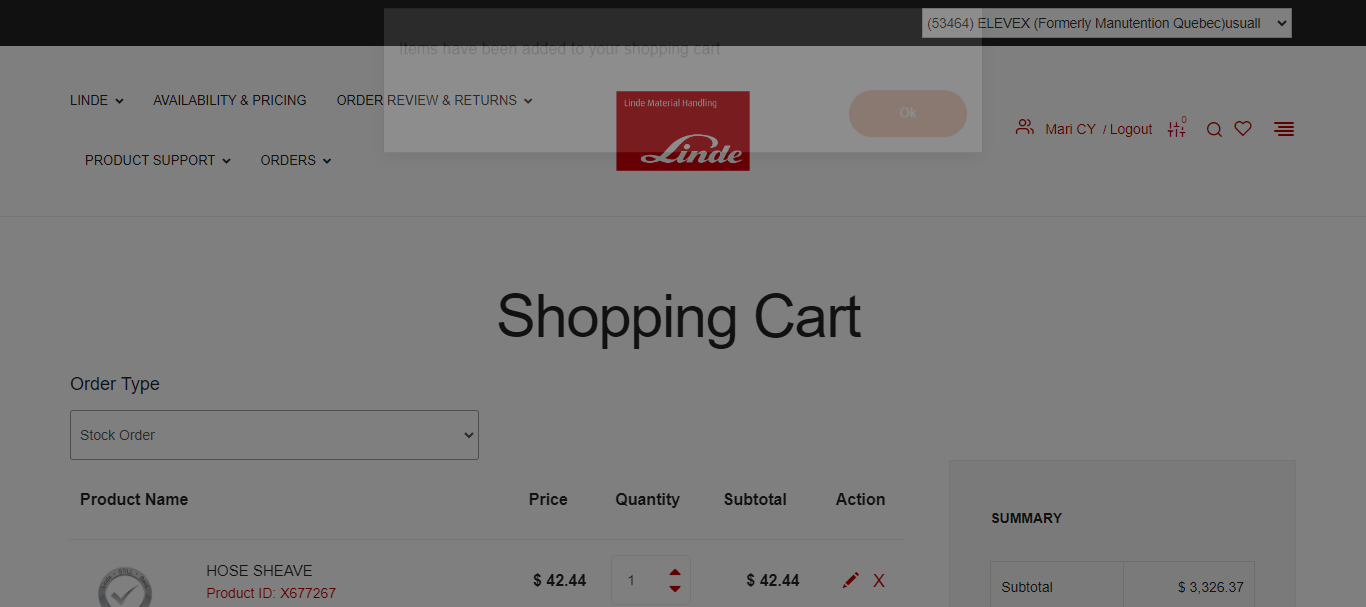 (53464) ELEVEX (Formerly Manutention Quebec)usuall
Items have been added to your shopping cart
Ok
LINDE
AVAILABILITY & PRICING
ORDER REVIEW & RETURNS
PRODUCT SUPPORT
ORDERS
Linde Material Handling
Linde
Mari CY / Logout
0
Shopping Cart
Order Type
Stock Order
Product Name Price Quantity Subtotal Action
HOSE SHEAVE
Product ID: X677267
$ 42.44 1 $ 42.44 X
SUMMARY
Subtotal $ 3,326.37